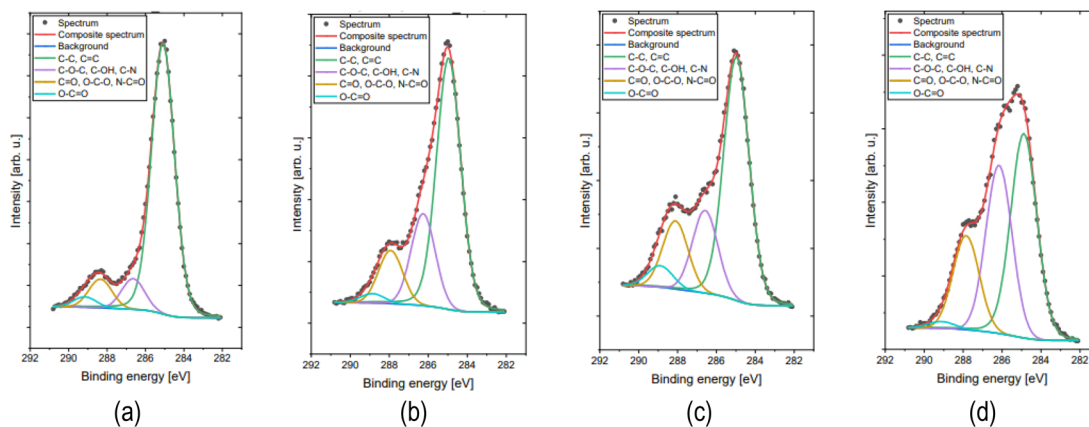 Spectrum
Composite spectrum
Background
C-C, C=C
C-O-C, C-OH, C-N
C=O, O-C-O, N-C=O
O-C=O
Intensity [arb. u.]
292 290 288 286 284 282
Binding energy [eV]
(a)
Spectrum
Composite spectrum
Background
C-C, C=C
C-O-C, C-OH, C-N
C=O, O-C-O, N-C=O
O-C=O
Intensity [arb. u.]
292 290 288 286 284 282
Binding energy [eV]
(b)
Spectrum
Composite spectrum
Background
C-C, C=C
C-O-C, C-OH, C-N
C=O, O-C-O, N-C=O
O-C=O
Intensity [arb. u.]
292 290 288 286 284 282
Binding energy [eV]
(c)
Spectrum
Composite spectrum
Background
C-C, C=C
C-O-C, C-OH, C-N
C=O, O-C-O, N-C=O
O-C=O
Intensity [arb. u.]
292 290 288 286 284 282
Binding energy [eV]
(d)